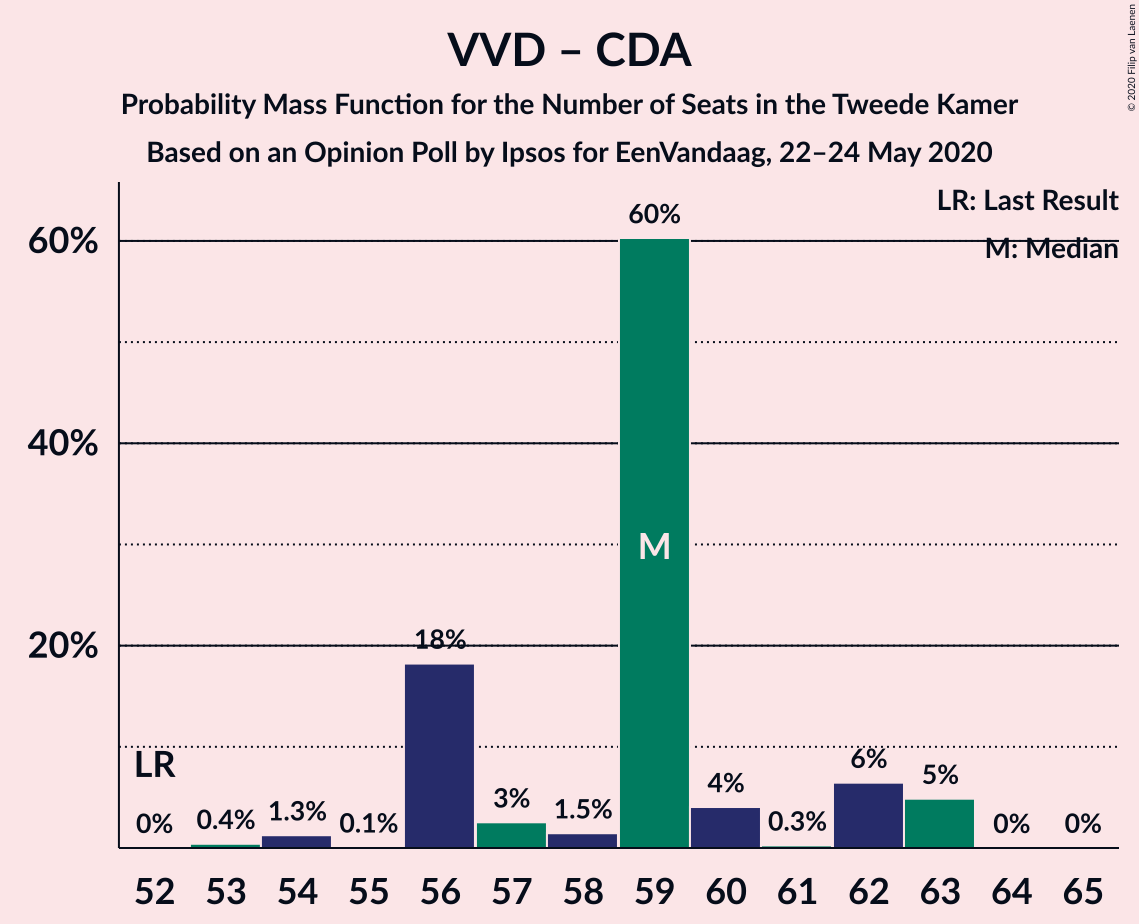 VVD – CDA
Probability Mass Function for the Number of Seats in the Tweede Kamer
Based on an Opinion Poll by Ipsos for EenVandaag, 22–24 May 2020
© 2020 Filip van Laenen
LR: Last Result
M: Median
60%
40%
20%
LR
0%
0.4%
1.3%
0.1%
18%
3%
1.5%
60%
M
4%
0.3%
6%
5%
0%
0%
52 53 54 55 56 57 58 59 60 61 62 63 64 65